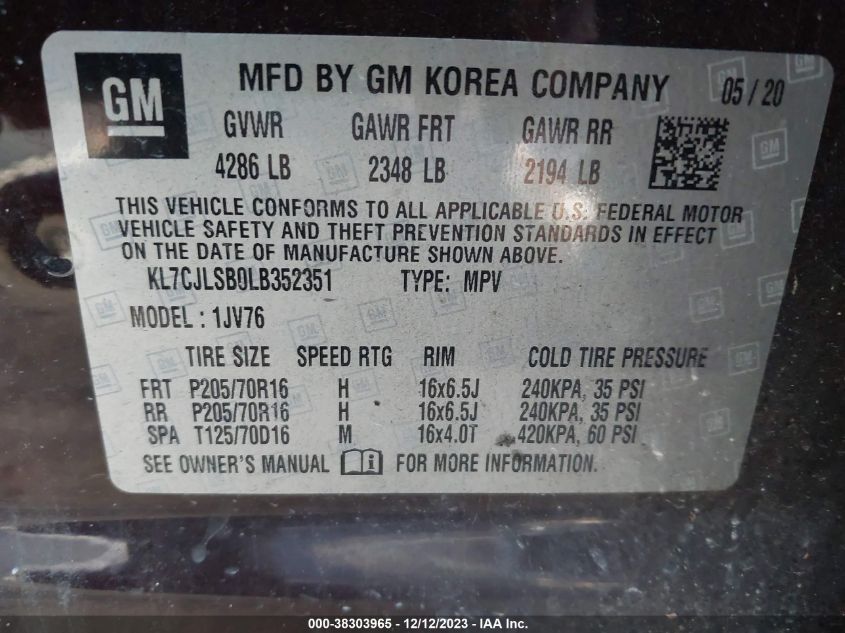 GM
MFD BY GM KOREA COMPANY 05/20
GVWR GAWR FRT GAWR RR
4286 LB 2348 LB 2194 LB
THIS VEHICLE CONFORMS TO ALL APPLICABLE U.S. FEDERAL MOTOR
VEHICLE SAFETY AND THEFT PREVENTION STANDARDS IN EFFECT
ON THE DATE OF MANUFACTURE SHOWN ABOVE.
KL7CJLSB0LB352351 TYPE: MPV
MODEL : 1JV76
TIRE SIZE SPEED RTG RIM COLD TIRE PRESSURE
FRT P205/70R16 H 16x6.5J 240KPA, 35 PSI
RR P205/70R16 H 16x6.5J 240KPA, 35 PSI
SPA T125/70D16 M 16x4.0T 420KPA, 60 PSI
SEE OWNER'S MANUAL i FOR MORE INFORMATION.
000-38303965 - 12/12/2023 - IAA Inc.